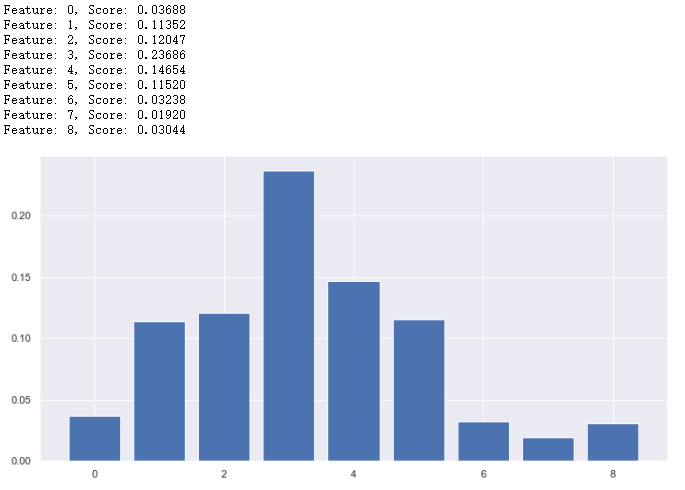 Feature: 0, Score: 0.03688
Feature: 1, Score: 0.11352
Feature: 2, Score: 0.12047
Feature: 3, Score: 0.23686
Feature: 4, Score: 0.14654
Feature: 5, Score: 0.11520
Feature: 6, Score: 0.03238
Feature: 7, Score: 0.01920
Feature: 8, Score: 0.03044
0.20
0.15
0.10
0.05
0.00
0 2 4 6 8